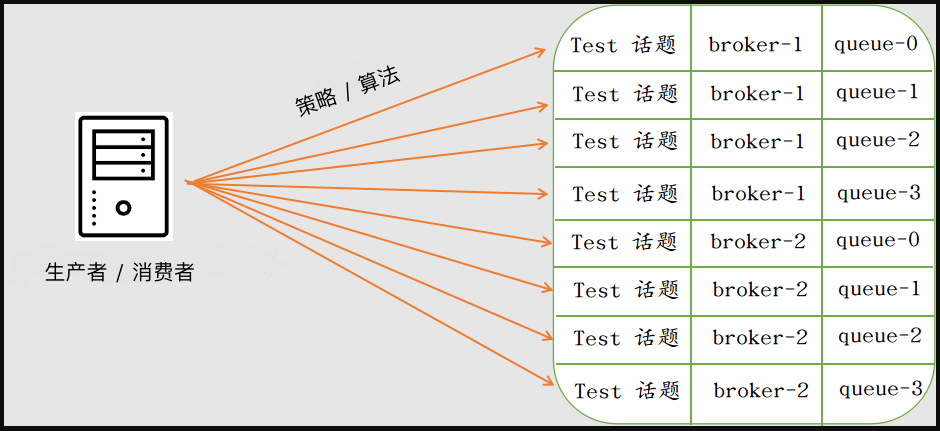 策略 / 算法
生产者 / 消费者
Test 话题 broker-1 queue-0
Test 话题 broker-1 queue-1
Test 话题 broker-1 queue-2
Test 话题 broker-1 queue-3
Test 话题 broker-2 queue-0
Test 话题 broker-2 queue-1
Test 话题 broker-2 queue-2
Test 话题 broker-2 queue-3